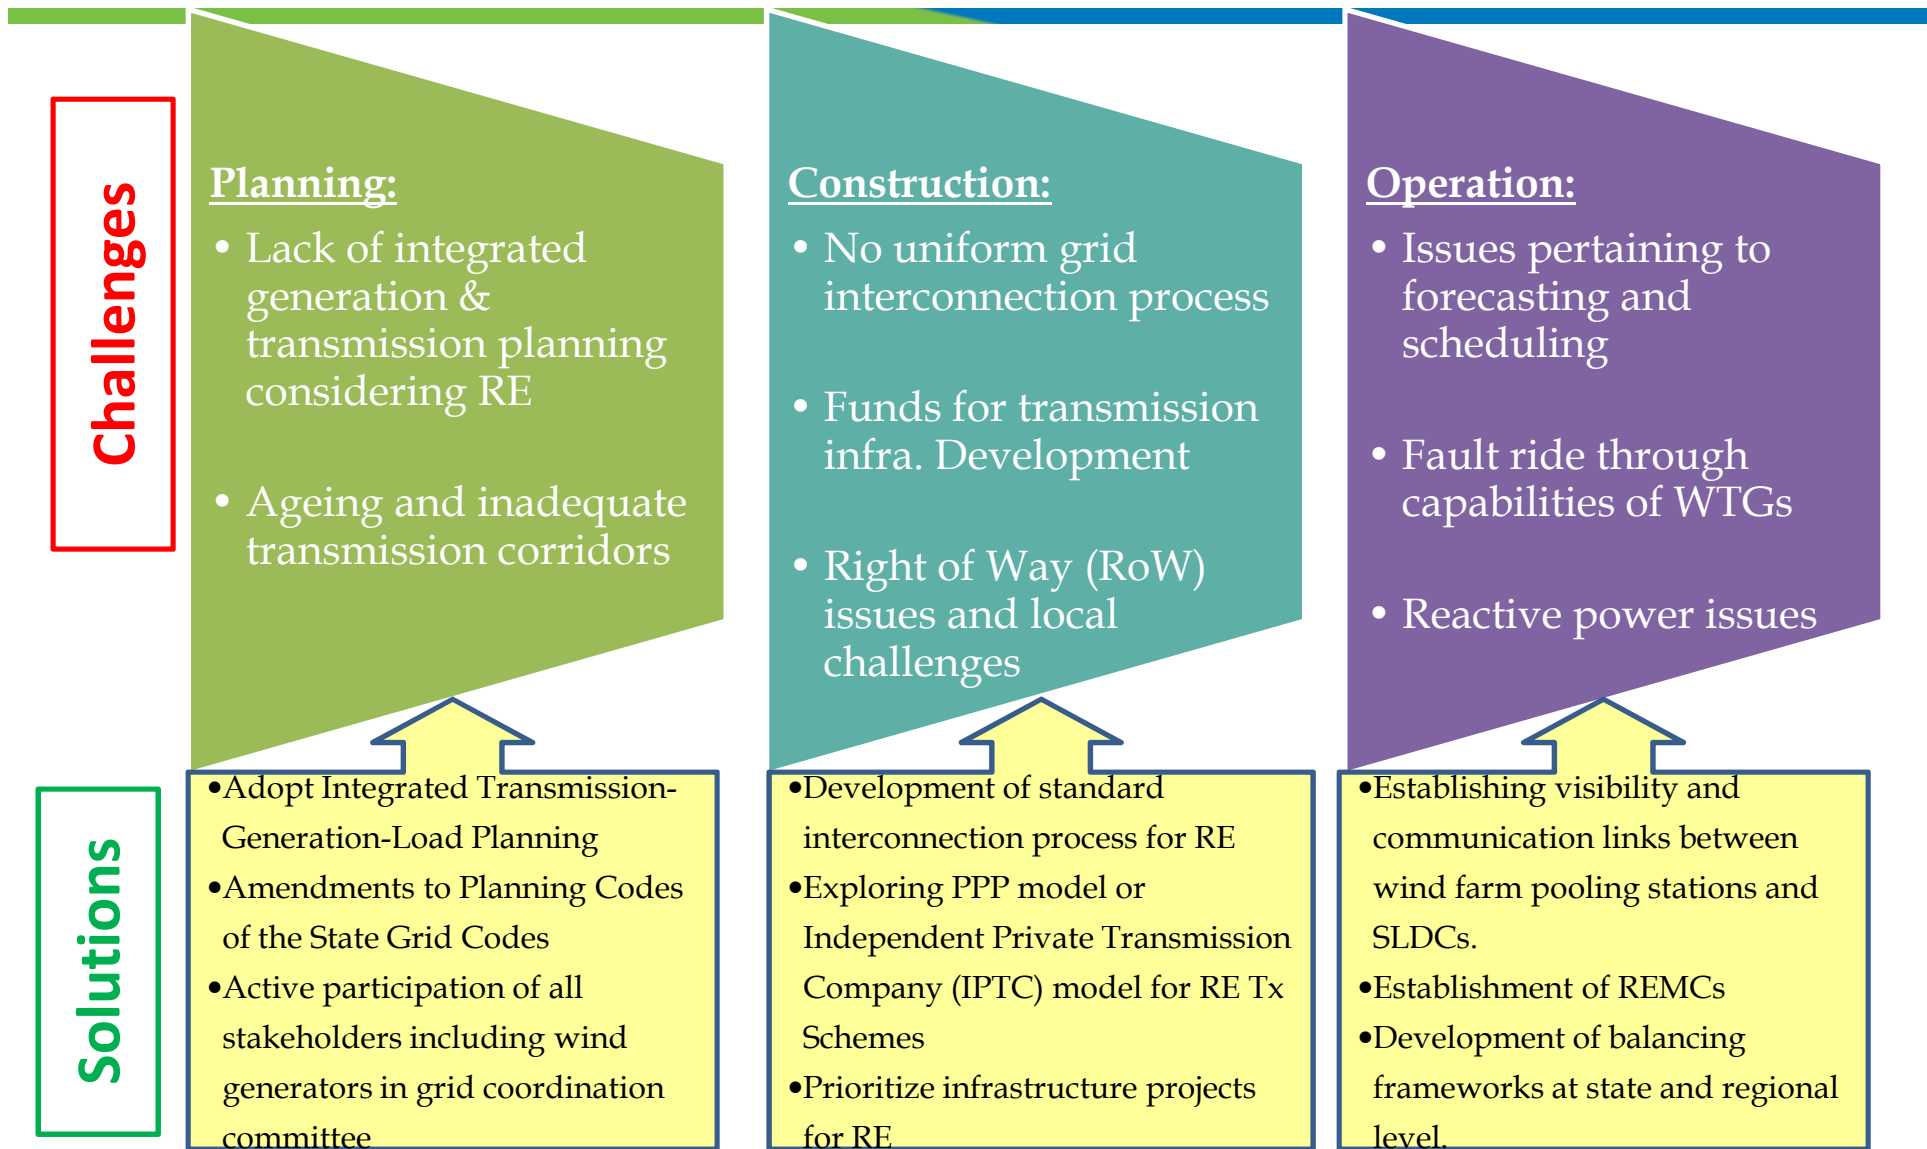 Challenges
Planning:
• Lack of integrated
generation &
transmission planning
considering RE
• Ageing and inadequate
transmission corridors
Construction:
• No uniform grid
interconnection process
• Funds for transmission
infra. Development
• Right of Way (RoW)
issues and local
challenges
Operation:
• Issues pertaining to
forecasting and
scheduling
• Fault ride through
capabilities of WTGs
• Reactive power issues
Solutions
•Adopt Integrated Transmission-
Generation-Load Planning
•Amendments to Planning Codes
of the State Grid Codes
•Active participation of all
stakeholders including wind
generators in grid coordination
committee
•Development of standard
interconnection process for RE
•Exploring PPP model or
Independent Private Transmission
Company (IPTC) model for RE Tx
Schemes
•Prioritize infrastructure projects
for RE
•Establishing visibility and
communication links between
wind farm pooling stations and
SLDCs.
•Establishment of REMCs
•Development of balancing
frameworks at state and regional
level.